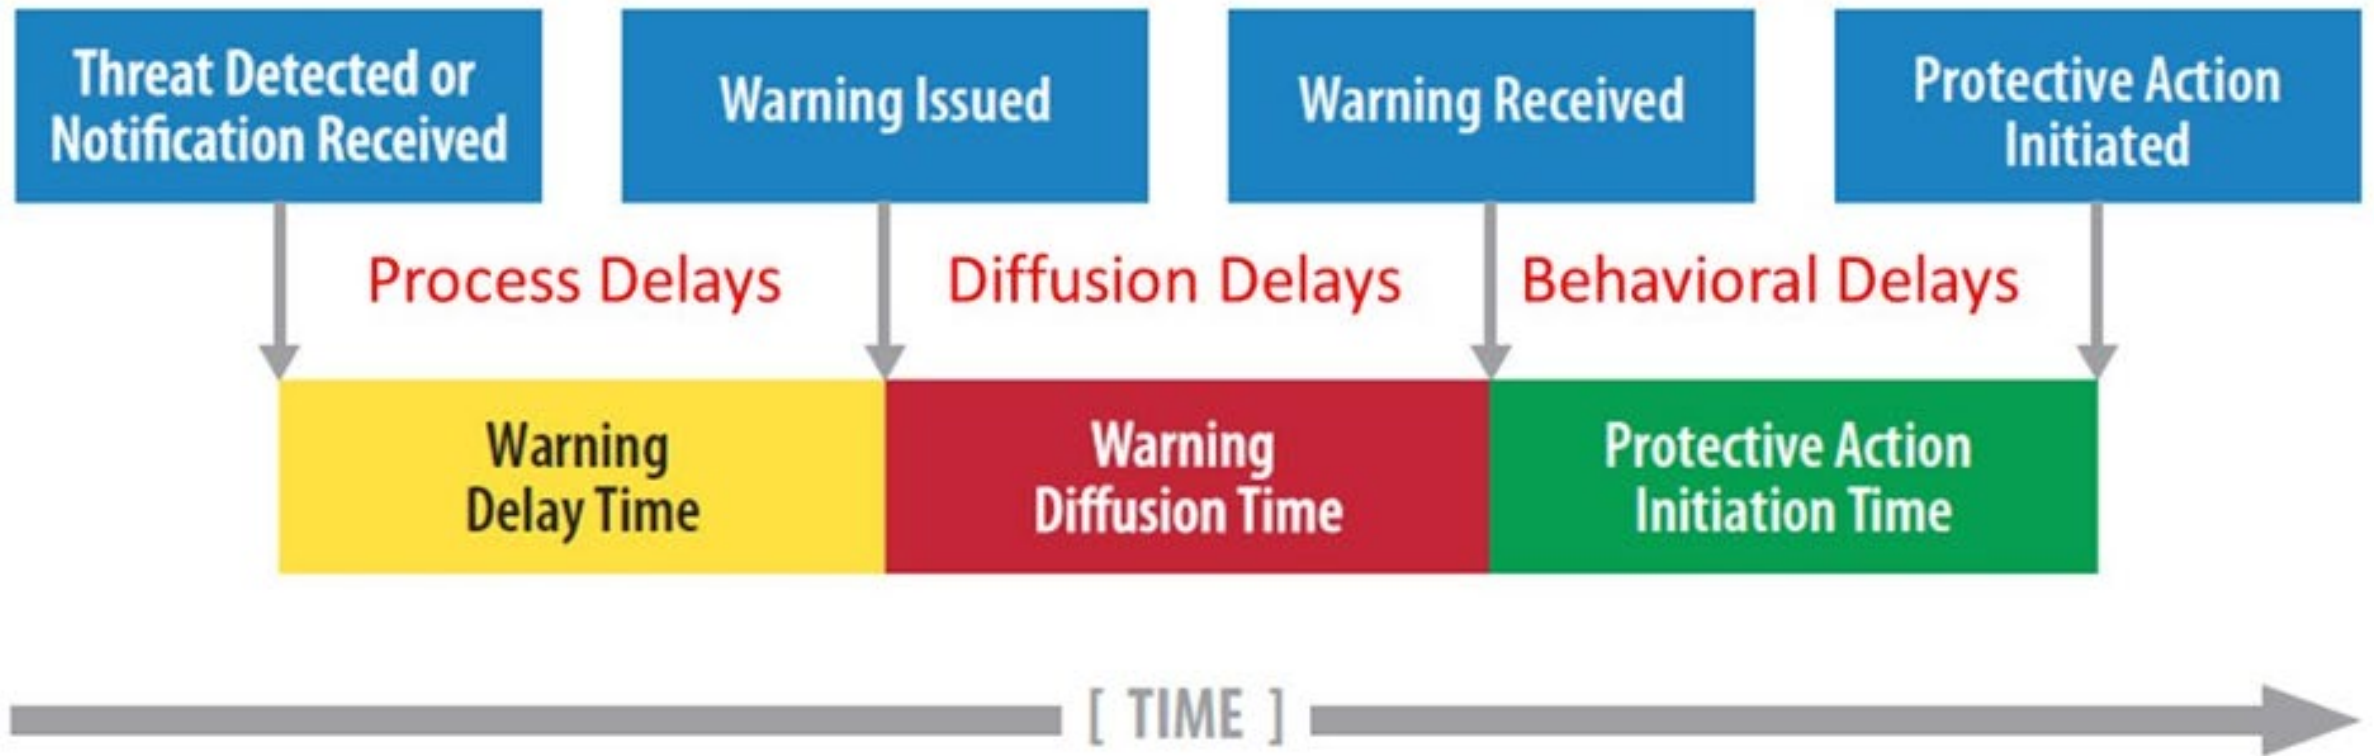 Threat Detected or
Notification Received
Warning Issued
Warning Received
Protective Action
Initiated
Process Delays
Diffusion Delays
Behavioral Delays
Warning
Delay Time
Warning
Diffusion Time
Protective Action
Initiation Time
[ TIME ]